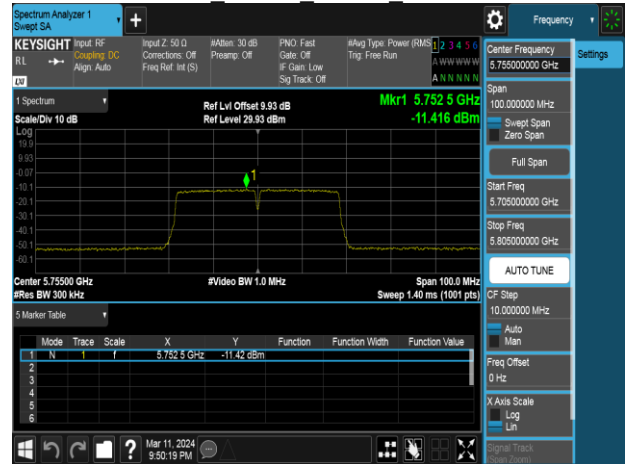 Spectrum Analyzer 1
Swept SA
+
Frequency
KEYSIGHT
RL
LXI
Input: RF
Coupling: DC
Align: Auto
Input Z: 50 Ω
Corrections: Off
Freq Ref: Int (S)
#Atten: 30 dB
Preamp: Off
PNO: Fast
Gate: Off
IF Gain: Low
Sig Track: Off
#Avg Type: Power (RMS
Trig: Free Run
1 2 3 4 5 6
A W W W W W
A N N N N N
Center Frequency
5.755000000 GHz
Settings
Span
100.000000 MHz
Swept Span
Zero Span
Full Span
Start Freq
5.705000000 GHz
Stop Freq
5.805000000 GHz
AUTO TUNE
CF Step
10.000000 MHz
Auto
Man
Freq Offset
0 Hz
X Axis Scale
Log
Lin
Signal Track
(Span Zoom)
1 Spectrum
Scale/Div 10 dB
Ref Lvl Offset 9.93 dB
Ref Level 29.93 dBm
Mkr1 5.752 5 GHz
-11.416 dBm
Log
19.9
9.93
-0.07
-10.1
-20.1
-30.1
-40.1
-50.1
-60.1
1
Center 5.75500 GHz
#Res BW 300 kHz
#Video BW 1.0 MHz
Span 100.0 MHz
Sweep 1.40 ms (1001 pts)
5 Marker Table
Mode Trace Scale X Y Function Function Width Function Value
1 N 1 f 5.752 5 GHz -11.42 dBm
2
3
4
5
6
?
Mar 11, 2024
9:50:19 PM